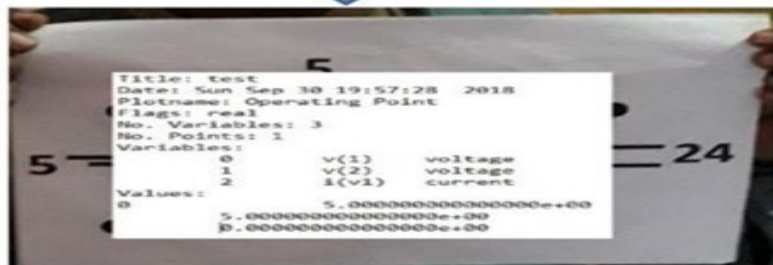 5
Title: test
Date: Sun Sep 30 19:57:28 2018
Plotname: Operating Point
Flags: real
No. Variables: 3
No. Points: 1
Variables:
0 v(1) voltage
1 v(2) voltage
2 i(v1) current
Values:
0 5.000000000000000e+00
5.000000000000000e+00
0.000000000000000e+00
5
24